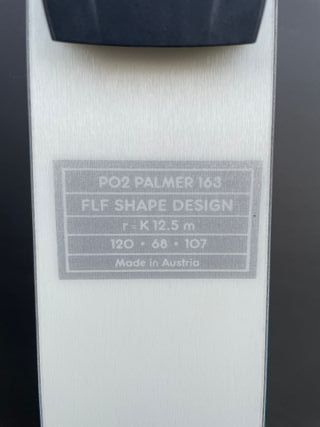 PO2 PALMER 163
FLF SHAPE DESIGN
r = K 12.5 m
120 • 68 • 107
Made in Austria